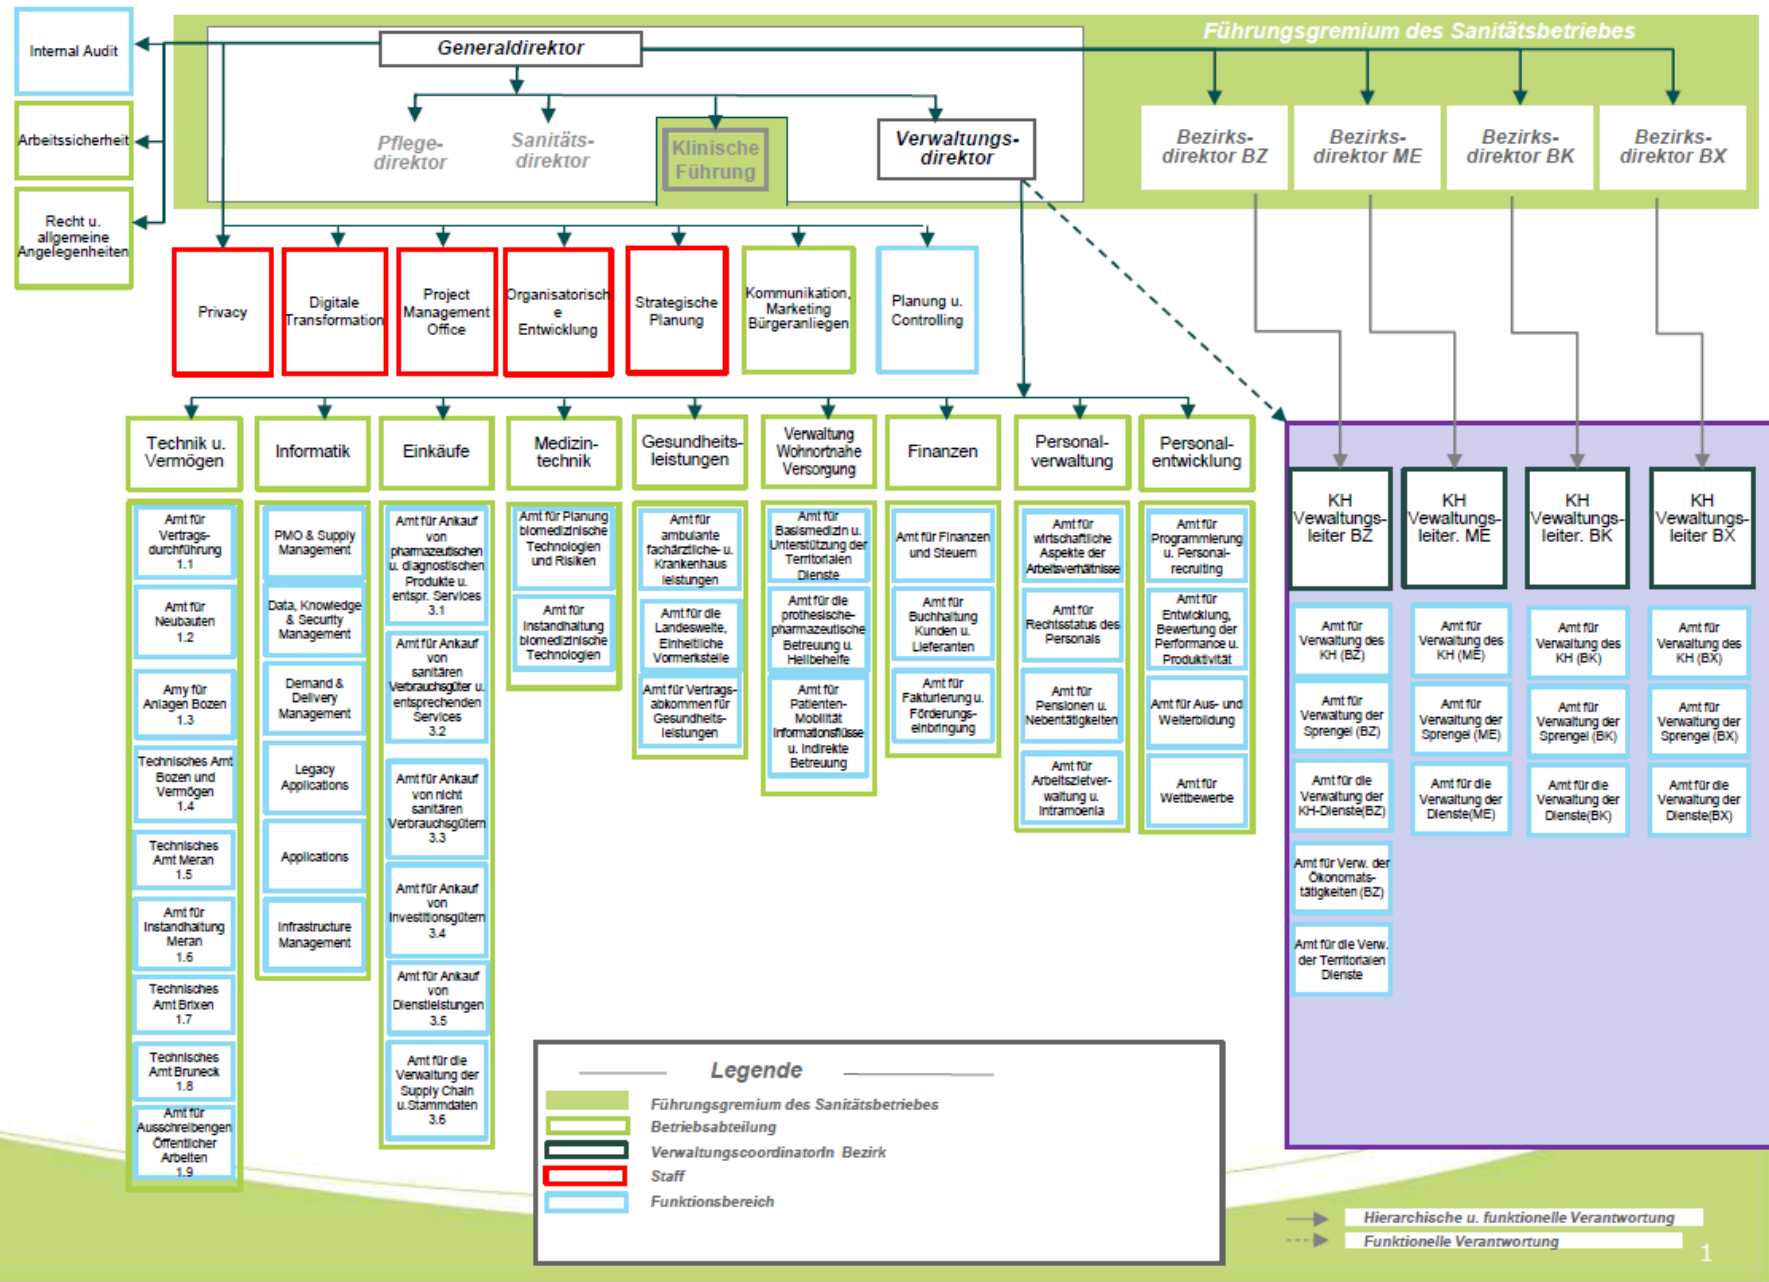 Führungsgremium des Sanitätsbetriebes
Internal Audit
Generaldirektor
Arbeitssicherheit
Recht u.
allgemeine
Angelegenheiten
Pflege-
direktor
Sanitäts-
direktor
Klinische
Führung
Verwaltungs-
direktor
Bezirks-
direktor BZ
Bezirks-
direktor ME
Bezirks-
direktor BK
Bezirks-
direktor BX
Privacy
Digitale
Transformation
Project
Management
Office
Organisatorisch
e
Entwicklung
Strategische
Planung
Kommunikation,
Marketing
Bürgeranliegen
Planung u.
Controlling
Technik u.
Vermögen
Informatik
Einkäufe
Medizin-
technik
Gesundheits-
leistungen
Verwaltung
Wohnortnahe
Versorgung
Finanzen
Personal-
verwaltung
Personal-
entwicklung
Amt für
Vertrags-
durchführung
1.1
Amt für
Neubauten
1.2
Amy für
Anlagen Bozen
1.3
Technisches Amt
Bozen und
Vermögen
1.4
Technisches
Amt Meran
1.5
Amt für
Instandhaltung
Meran
1.6
Technisches
Amt Brixen
1.7
Technisches
Amt Bruneck
1.8
Amt für
Ausschreibengen
Öffentlicher
Arbeiten
1.9
PMO & Supply
Management
Data, Knowledge
& Security
Management
Demand &
Delivery
Management
Legacy
Applications
Applications
Infrastructure
Management
Amt für Ankauf
von
pharmazeutischen
u. diagnostischen
Produkte u.
entspr. Services
3.1
Amt für Ankauf
von
sanitären
Verbrauchsgüter u.
entsprechenden
Services
3.2
Amt für Ankauf
von nicht
sanitären
Verbrauchsgütern
3.3
Amt für Ankauf
von
Investitionsgütern
3.4
Amt für Ankauf
von
Dienstleistungen
3.5
Amt für die
Verwaltung der
Supply Chain
u.Stammdaten
3.6
Amt für Planung
biomedizinische
Technologien
und Risiken
Amt für
Instandhaltung
biomedizinische
Technologien
Amt für
ambulante
fachärztliche- u.
Krankenhaus
leistungen
Amt für die
Landesweite,
Einheitliche
Vormerkstelle
Amt für Vertrags-
abkommen für
Gesundheits-
leistungen
Amt für
Basismedizin u.
Unterstützung der
Territorialen
Dienste
Amt für die
prothesische-
pharmazeutische
Betreuung u.
Heilbehelfe
Amt für
Patienten-
Mobilität
Informationsflüsse
u. Indirekte
Betreuung
Amt für Finanzen
und Steuern
Amt für
Buchhaltung
Kunden u.
Lieferanten
Amt für
Fakturierung u.
Förderungs-
einbringung
Amt für
wirtschaftliche
Aspekte der
Arbeitsverhältnisse
Amt für
Rechtsstatus des
Personals
Amt für
Pensionen u.
Nebentätigkeiten
Amt für
Arbeitszietver-
waltung u.
Intramoenia
Amt für
Programmierung
u. Personal-
recruiting
Amt für
Entwicklung,
Bewertung der
Performance u.
Produktivität
Amt für Aus- und
Weiterbildung
Amt für
Wettbewerbe
KH
Vewaltungs-
leiter BZ
KH
Vewaltungs-
leiter. ME
KH
Vewaltungs-
leiter. BK
KH
Vewaltungs-
leiter BX
Amt für
Verwaltung des
KH (BZ)
Amt für
Verwaltung der
Sprengel (BZ)
Amt für die
Verwaltung der
KH-Dienste(BZ)
Amt für Verw. der
Ökonomats-
tätigkeiten (BZ)
Amt für die Verw.
der Territorialen
Dienste
Amt für
Verwaltung des
KH (ME)
Amt für
Verwaltung der
Sprengel (ME)
Amt für die
Verwaltung der
Dienste(ME)
Amt für
Verwaltung des
KH (BK)
Amt für
Verwaltung der
Sprengel (BK)
Amt für die
Verwaltung der
Dienste(BK)
Amt für
Verwaltung des
KH (BX)
Amt für
Verwaltung der
Sprengel (BX)
Amt für die
Verwaltung der
Dienste(BX)
Legende
Führungsgremium des Sanitätsbetriebes
Betriebsabteilung
VerwaltungscoordinatorIn Bezirk
Staff
Funktionsbereich
Hierarchische u. funktionelle Verantwortung
Funktionelle Verantwortung
1